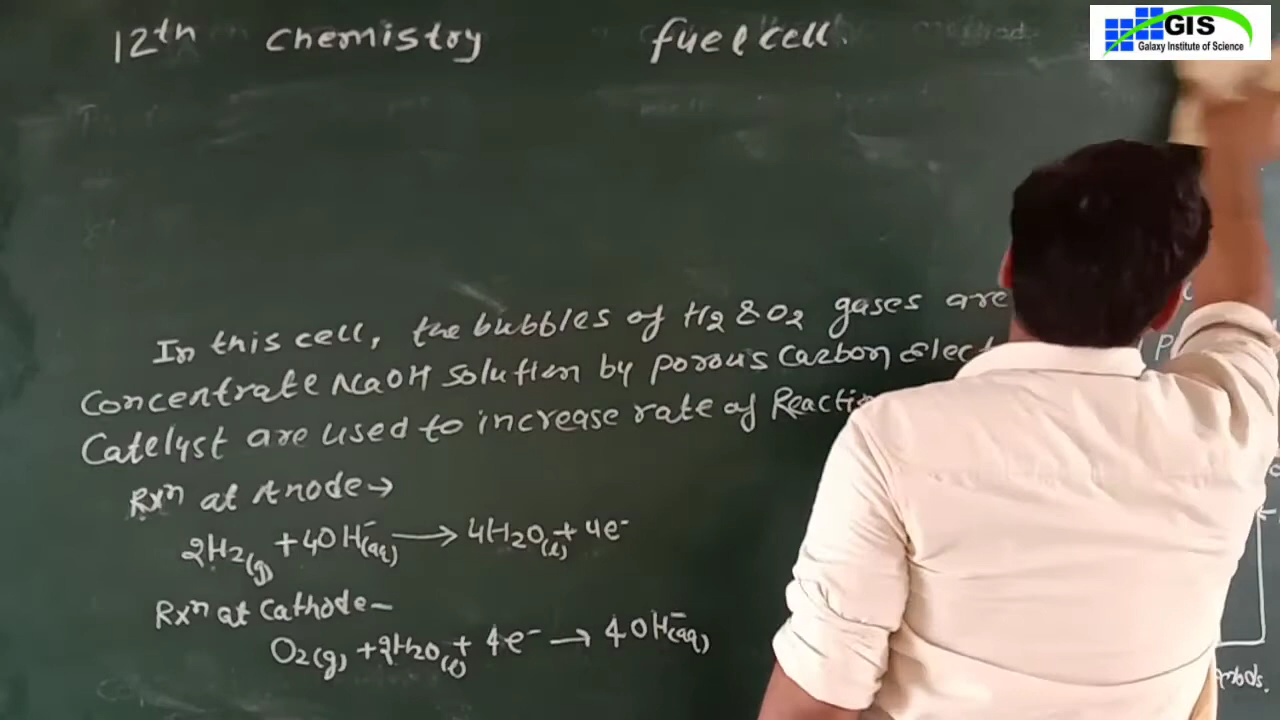 GIS
Galaxy Institute of Science
12th Chemistry fuel cell.
In this cell, the bubbles of H2 & O2 gases are
Concentrate NaOH solution by porous Carbon Elect
Catelyst are used to increase rate of Reactio
Rxⁿ at Anode→
2H2(g) + 4OH⁻(aq) ⟶ 4H2O(l) + 4e⁻
Rxⁿ at Cathode–
O2(g) + 2H2O(l) + 4e⁻ → 4OH⁻(aq)